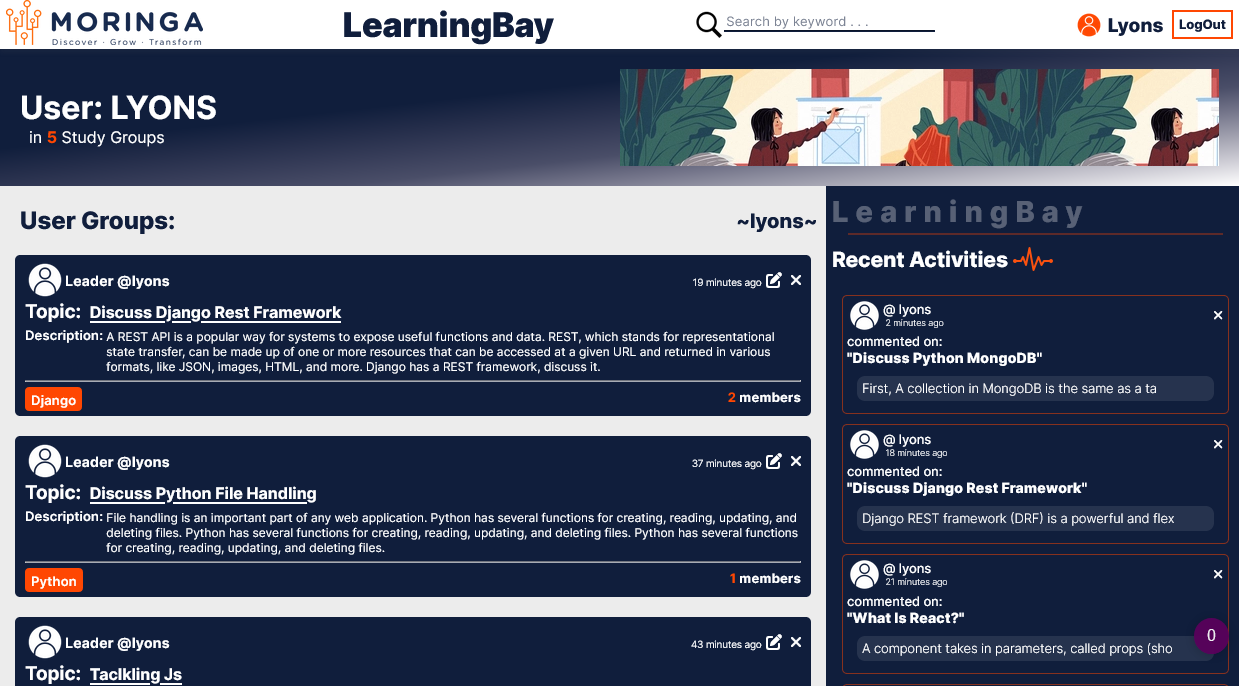 MORINGA
Discover · Grow · Transform
LearningBay
Search by keyword . . .
Lyons
LogOut
User: LYONS
in 5 Study Groups
User Groups:
~lyons~
Leader @lyons
19 minutes ago
Topic: Discuss Django Rest Framework
Description: A REST API is a popular way for systems to expose useful functions and data. REST, which stands for representational
state transfer, can be made up of one or more resources that can be accessed at a given URL and returned in various
formats, like JSON, images, HTML, and more. Django has a REST framework, discuss it.
Django
2 members
Leader @lyons
37 minutes ago
Topic: Discuss Python File Handling
Description: File handling is an important part of any web application. Python has several functions for creating, reading, updating, and
deleting files. Python has several functions for creating, reading, updating, and deleting files. Python has several functions
for creating, reading, updating, and deleting files.
Python
1 members
Leader @lyons
43 minutes ago
Topic: Taclkling Js
LearningBay
Recent Activities
@ lyons
2 minutes ago
commented on:
"Discuss Python MongoDB"
First, A collection in MongoDB is the same as a ta
@ lyons
18 minutes ago
commented on:
"Discuss Django Rest Framework"
Django REST framework (DRF) is a powerful and flex
@ lyons
21 minutes ago
commented on:
"What Is React?"
A component takes in parameters, called props (sho
0